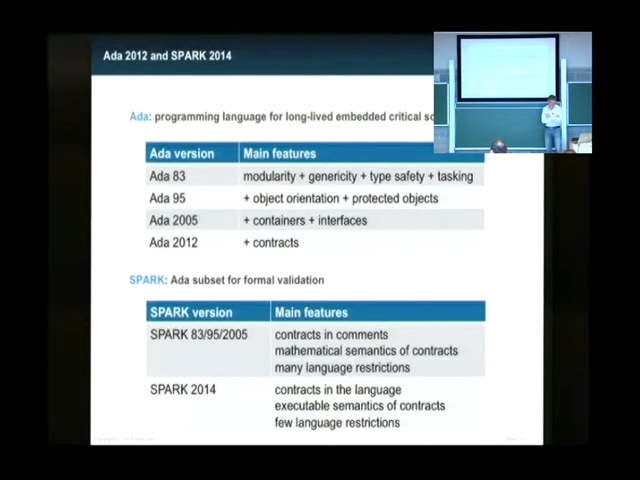 Ada 2012 and SPARK 2014
Ada: programming language for long-lived embedded critical
Ada version Main features
Ada 83 modularity + genericity + type safety + tasking
Ada 95 + object orientation + protected objects
Ada 2005 + containers + interfaces
Ada 2012 + contracts
SPARK: Ada subset for formal validation
SPARK version Main features
SPARK 83/95/2005 contracts in comments
mathematical semantics of contracts
many language restrictions
SPARK 2014 contracts in the language
executable semantics of contracts
few language restrictions